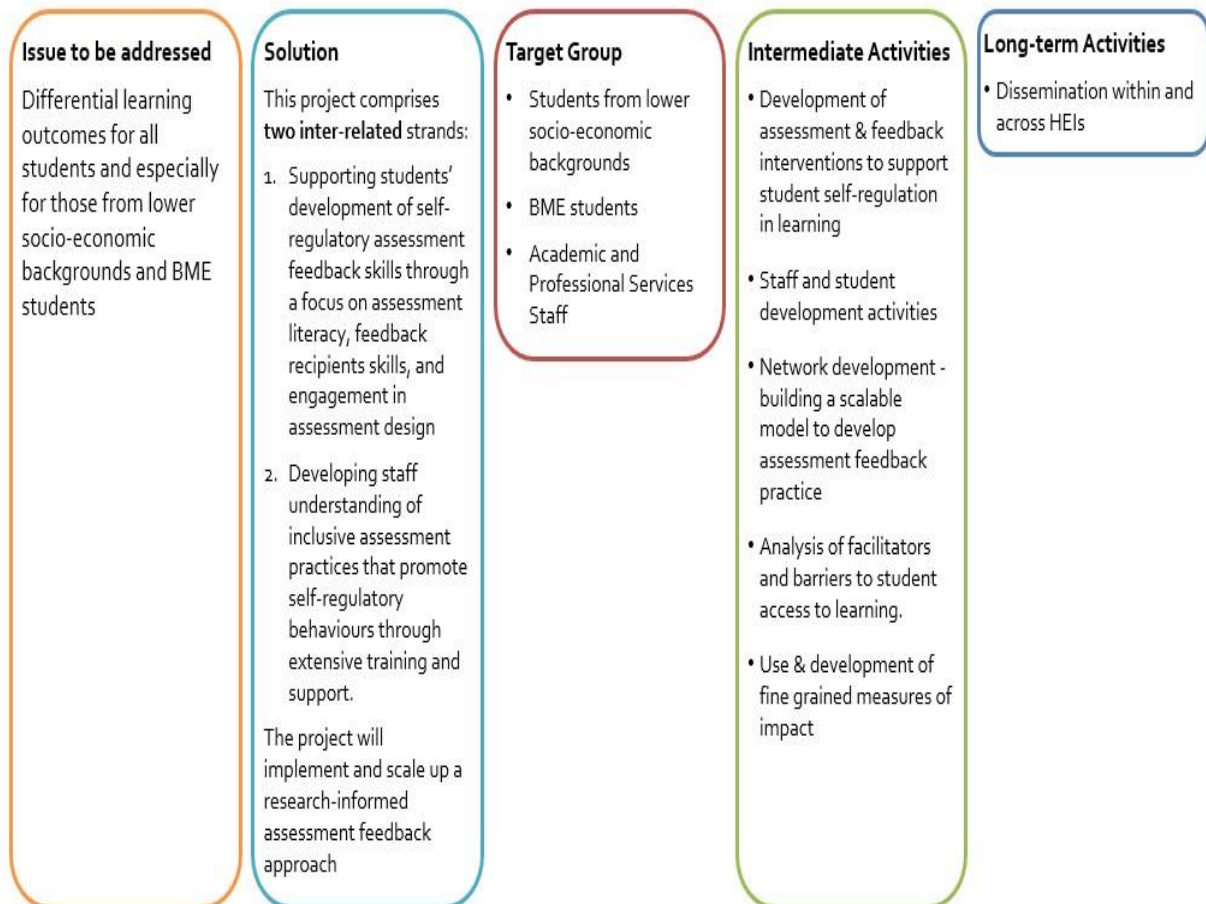 Issue to be addressed
Differential learning
outcomes for all
students and especially
for those from lower
socio-economic
backgrounds and BME
students
Solution
This project comprises
two inter-related strands:
1. Supporting students'
development of self-
regulatory assessment
feedback skills through
a focus on assessment
literacy, feedback
recipients skills, and
engagement in
assessment design
2. Developing staff
understanding of
inclusive assessment
practices that promote
self-regulatory
behaviours through
extensive training and
support.
The project will
implement and scale up a
research-informed
assessment feedback
approach
Target Group
• Students from lower
socio-economic
backgrounds
• BME students
• Academic and
Professional Services
Staff
Intermediate Activities
• Development of
assessment & feedback
interventions to support
student self-regulation
in learning
• Staff and student
development activities
• Network development -
building a scalable
model to develop
assessment feedback
practice
• Analysis of facilitators
and barriers to student
access to learning.
• Use & development of
fine grained measures of
impact
Long-term Activities
• Dissemination within and
across HEIs